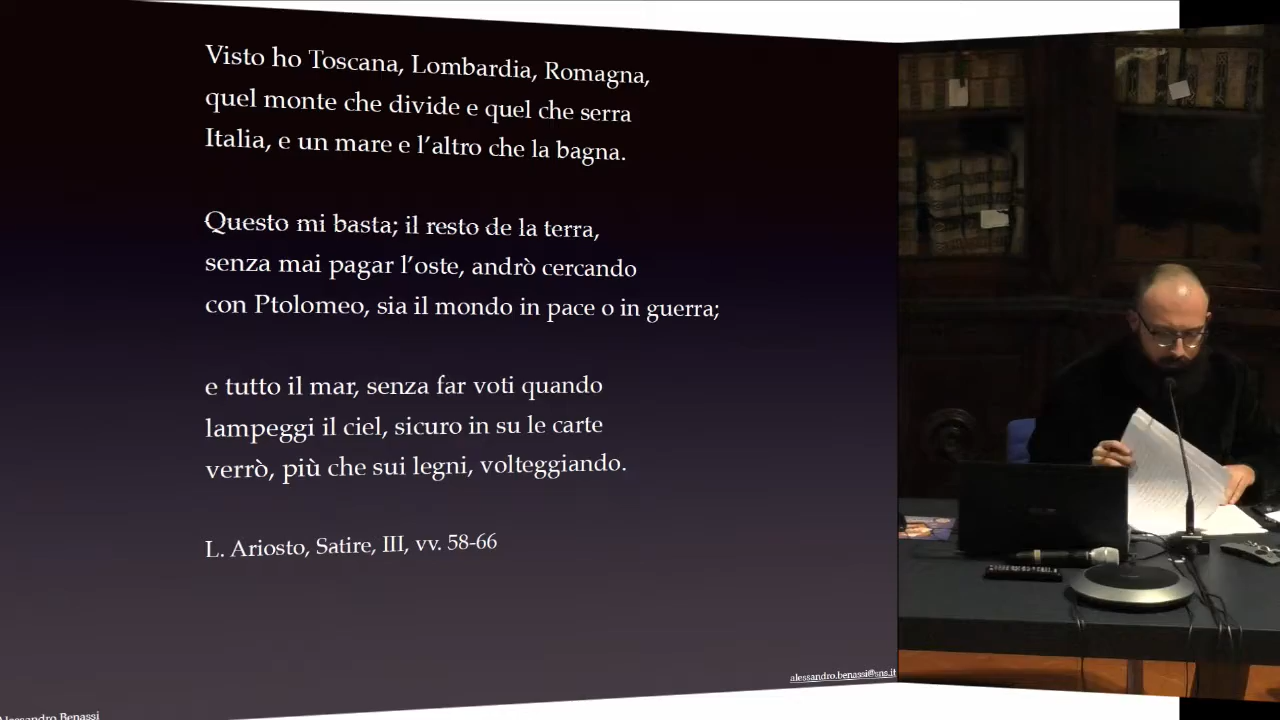 Visto ho Toscana, Lombardia, Romagna,
quel monte che divide e quel che serra
Italia, e un mare e l’altro che la bagna.
Questo mi basta; il resto de la terra,
senza mai pagar l’oste, andrò cercando
con Ptolomeo, sia il mondo in pace o in guerra;
e tutto il mar, senza far voti quando
lampeggi il ciel, sicuro in su le carte
verrò, più che sui legni, volteggiando.
L. Ariosto, Satire, III, vv. 58-66
alessandro.benassi@sns.it
Alessandro Benassi